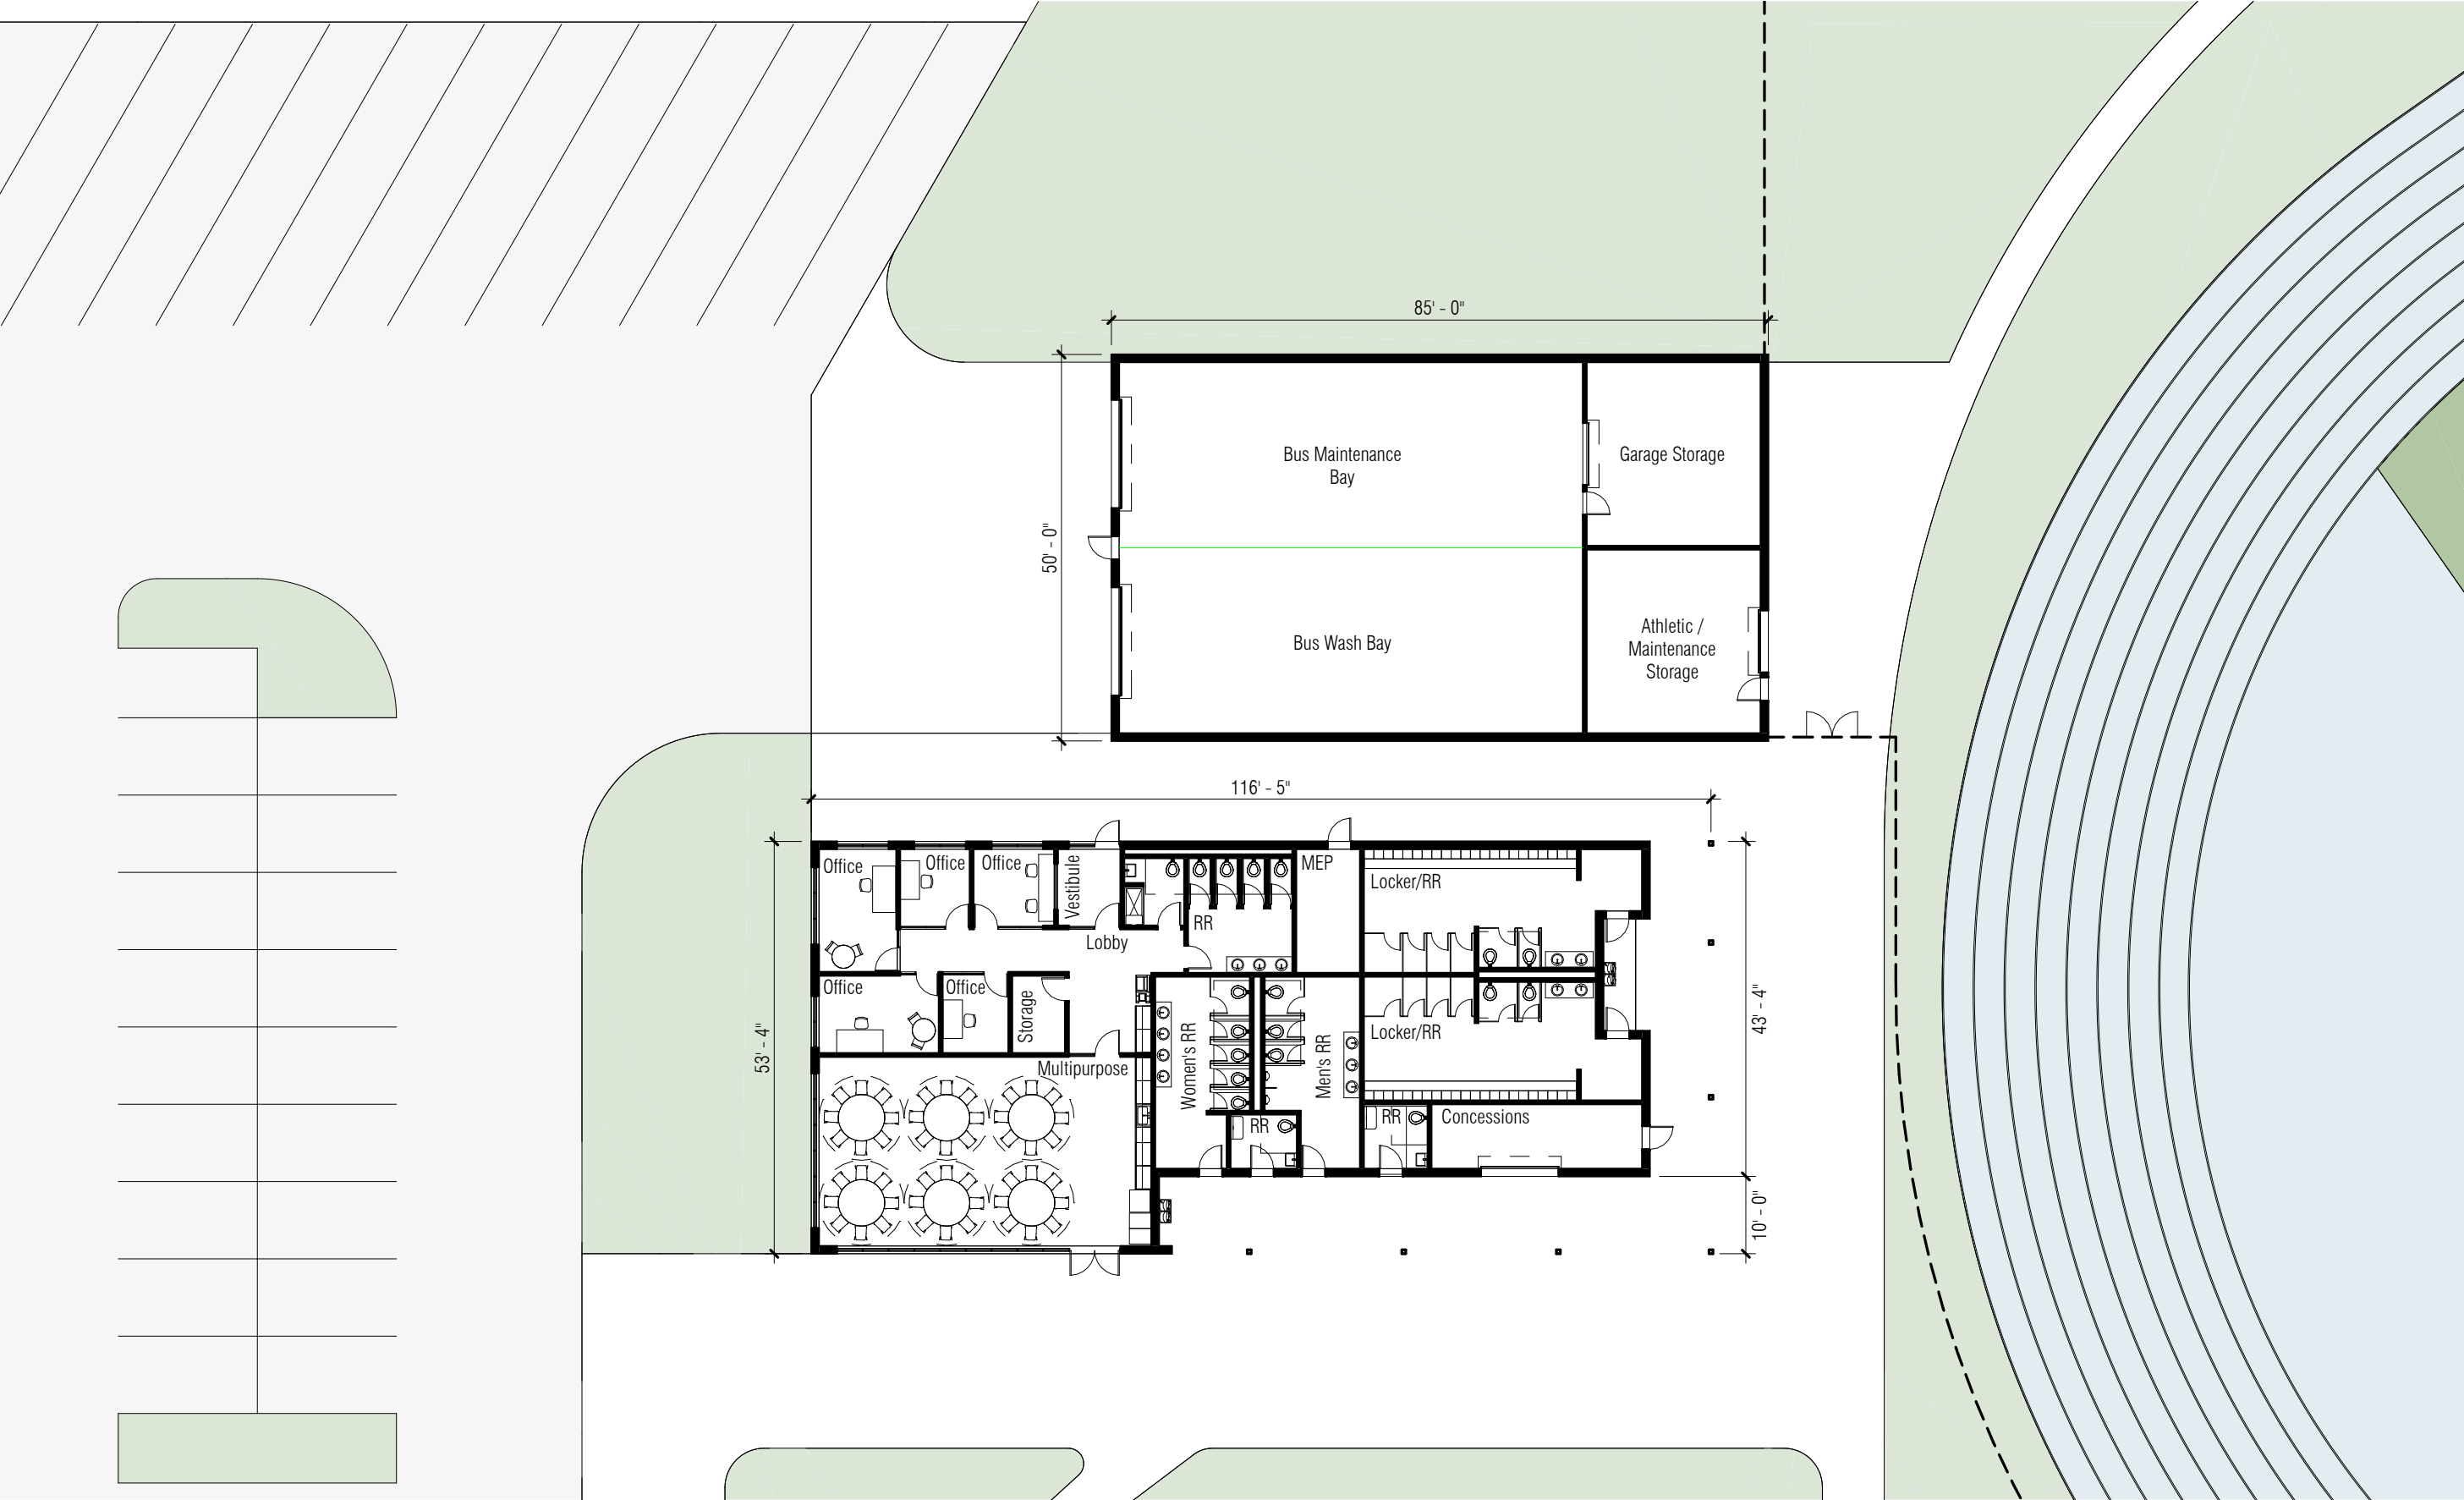 85' - 0"
Bus Maintenance
Bay
Garage Storage
50' - 0"
Bus Wash Bay
Athletic /
Maintenance
Storage
116' - 5"
Office
Office
Office
Vestibule
RR
MEP
Locker/RR
Lobby
Office
Office
Storage
Women's RR
Men's RR
Locker/RR
43' - 4"
53' - 4"
Multipurpose
RR
RR
Concessions
10' - 0"